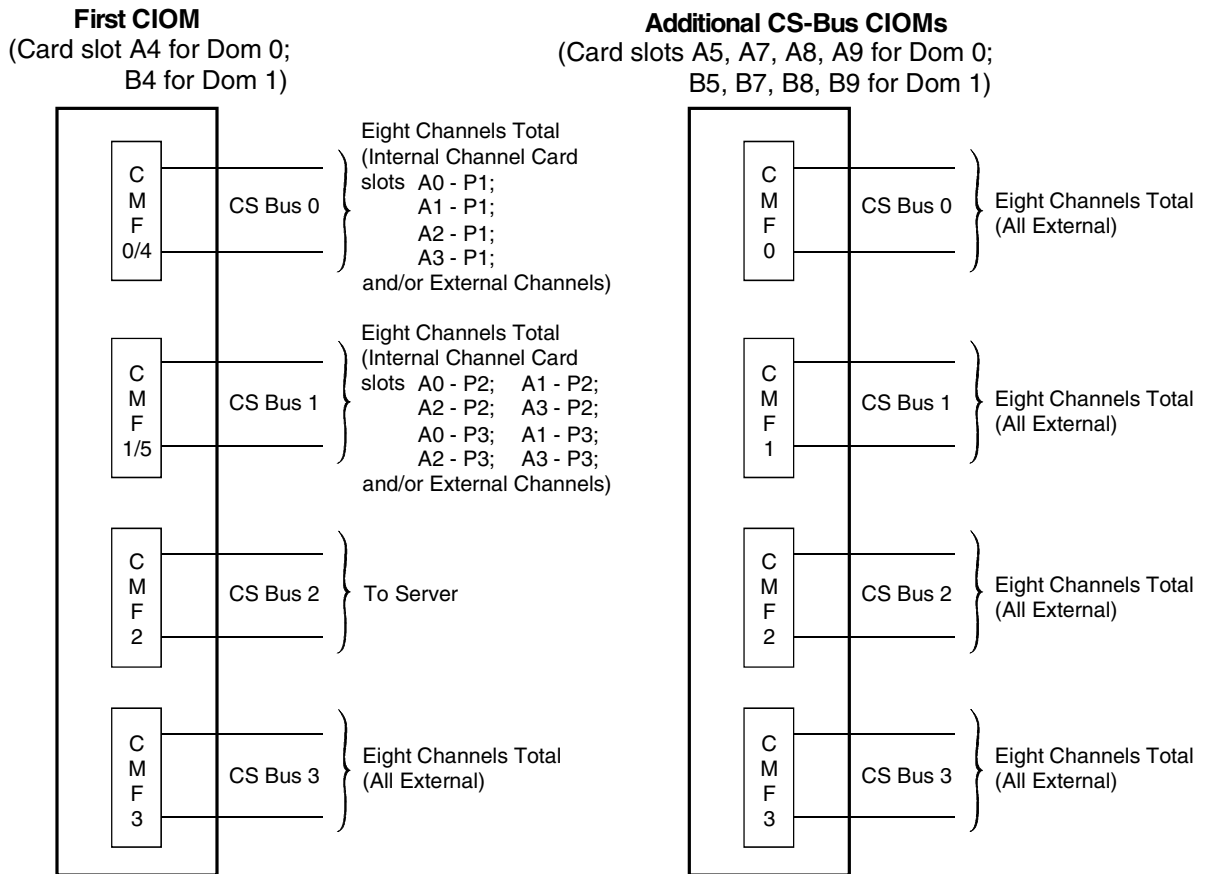 First CIOM
(Card slot A4 for Dom 0;
B4 for Dom 1)
C
M
F
0/4
CS Bus 0
Eight Channels Total
(Internal Channel Card
slots A0 - P1;
A1 - P1;
A2 - P1;
A3 - P1;
and/or External Channels)
C
M
F
1/5
CS Bus 1
Eight Channels Total
(Internal Channel Card
slots A0 - P2; A1 - P2;
A2 - P2; A3 - P2;
A0 - P3; A1 - P3;
A2 - P3; A3 - P3;
and/or External Channels)
C
M
F
2
CS Bus 2
To Server
C
M
F
3
CS Bus 3
Eight Channels Total
(All External)
Additional CS-Bus CIOMs
(Card slots A5, A7, A8, A9 for Dom 0;
B5, B7, B8, B9 for Dom 1)
C
M
F
0
CS Bus 0
Eight Channels Total
(All External)
C
M
F
1
CS Bus 1
Eight Channels Total
(All External)
C
M
F
2
CS Bus 2
Eight Channels Total
(All External)
C
M
F
3
CS Bus 3
Eight Channels Total
(All External)